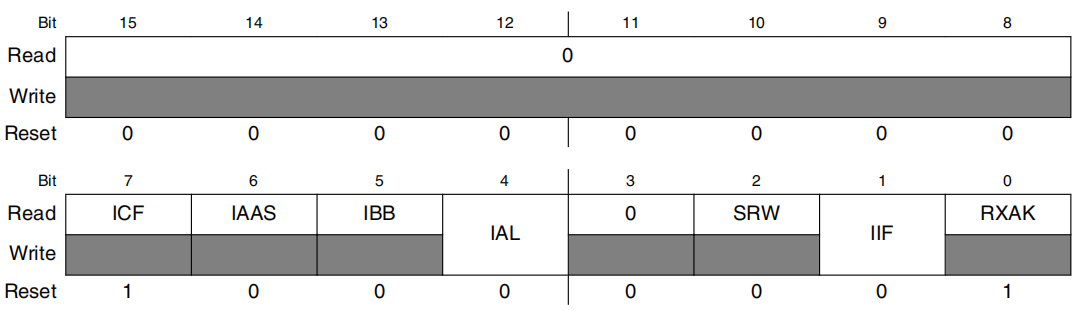 Bit 15 14 13 12 11 10 9 8
Read 0
Write
Reset 0 0 0 0 0 0 0 0
Bit 7 6 5 4 3 2 1 0
Read ICF IAAS IBB IAL 0 SRW IIF RXAK
Write
Reset 1 0 0 0 0 0 0 1